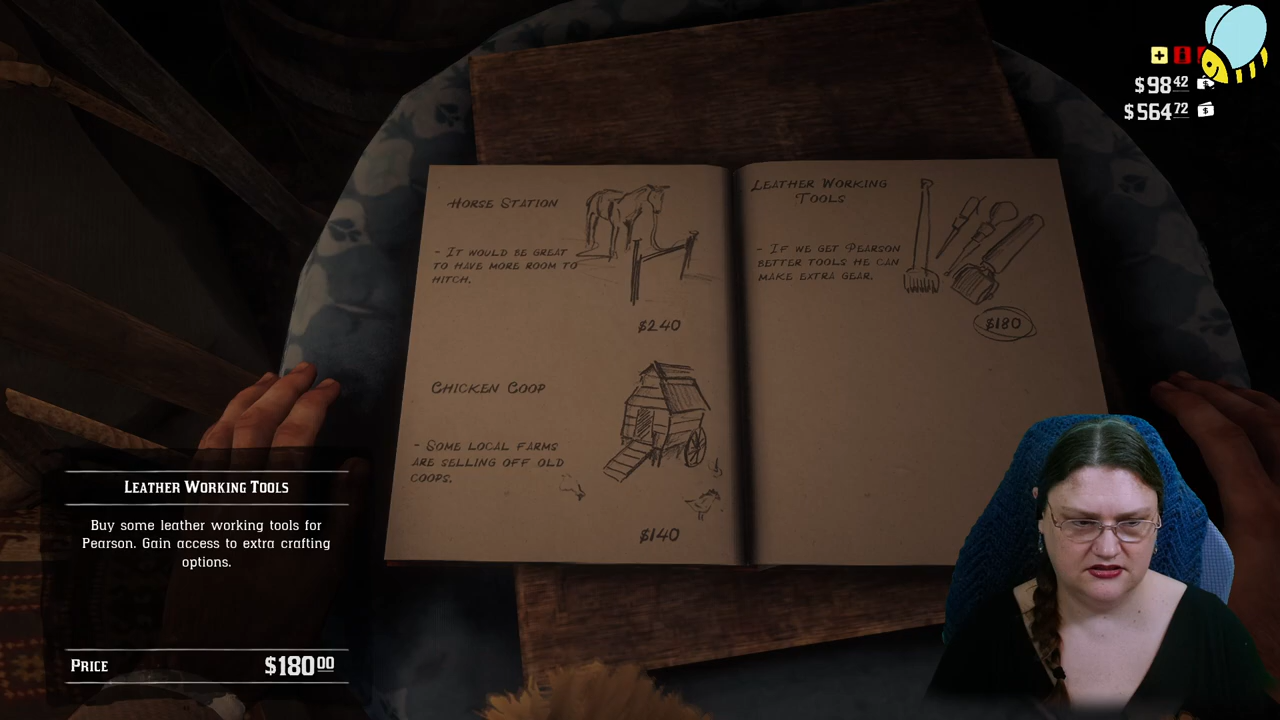 $98 42
$564 72
Horse Station
- It would be great
to have more room to
hitch.
$240
Chicken Coop
- Some local farms
are selling off old
coops.
$140
Leather Working
Tools
- If we get Pearson
better tools he can
make extra gear.
$180
Leather Working Tools
Buy some leather working tools for
Pearson. Gain access to extra crafting
options.
Price $180 00